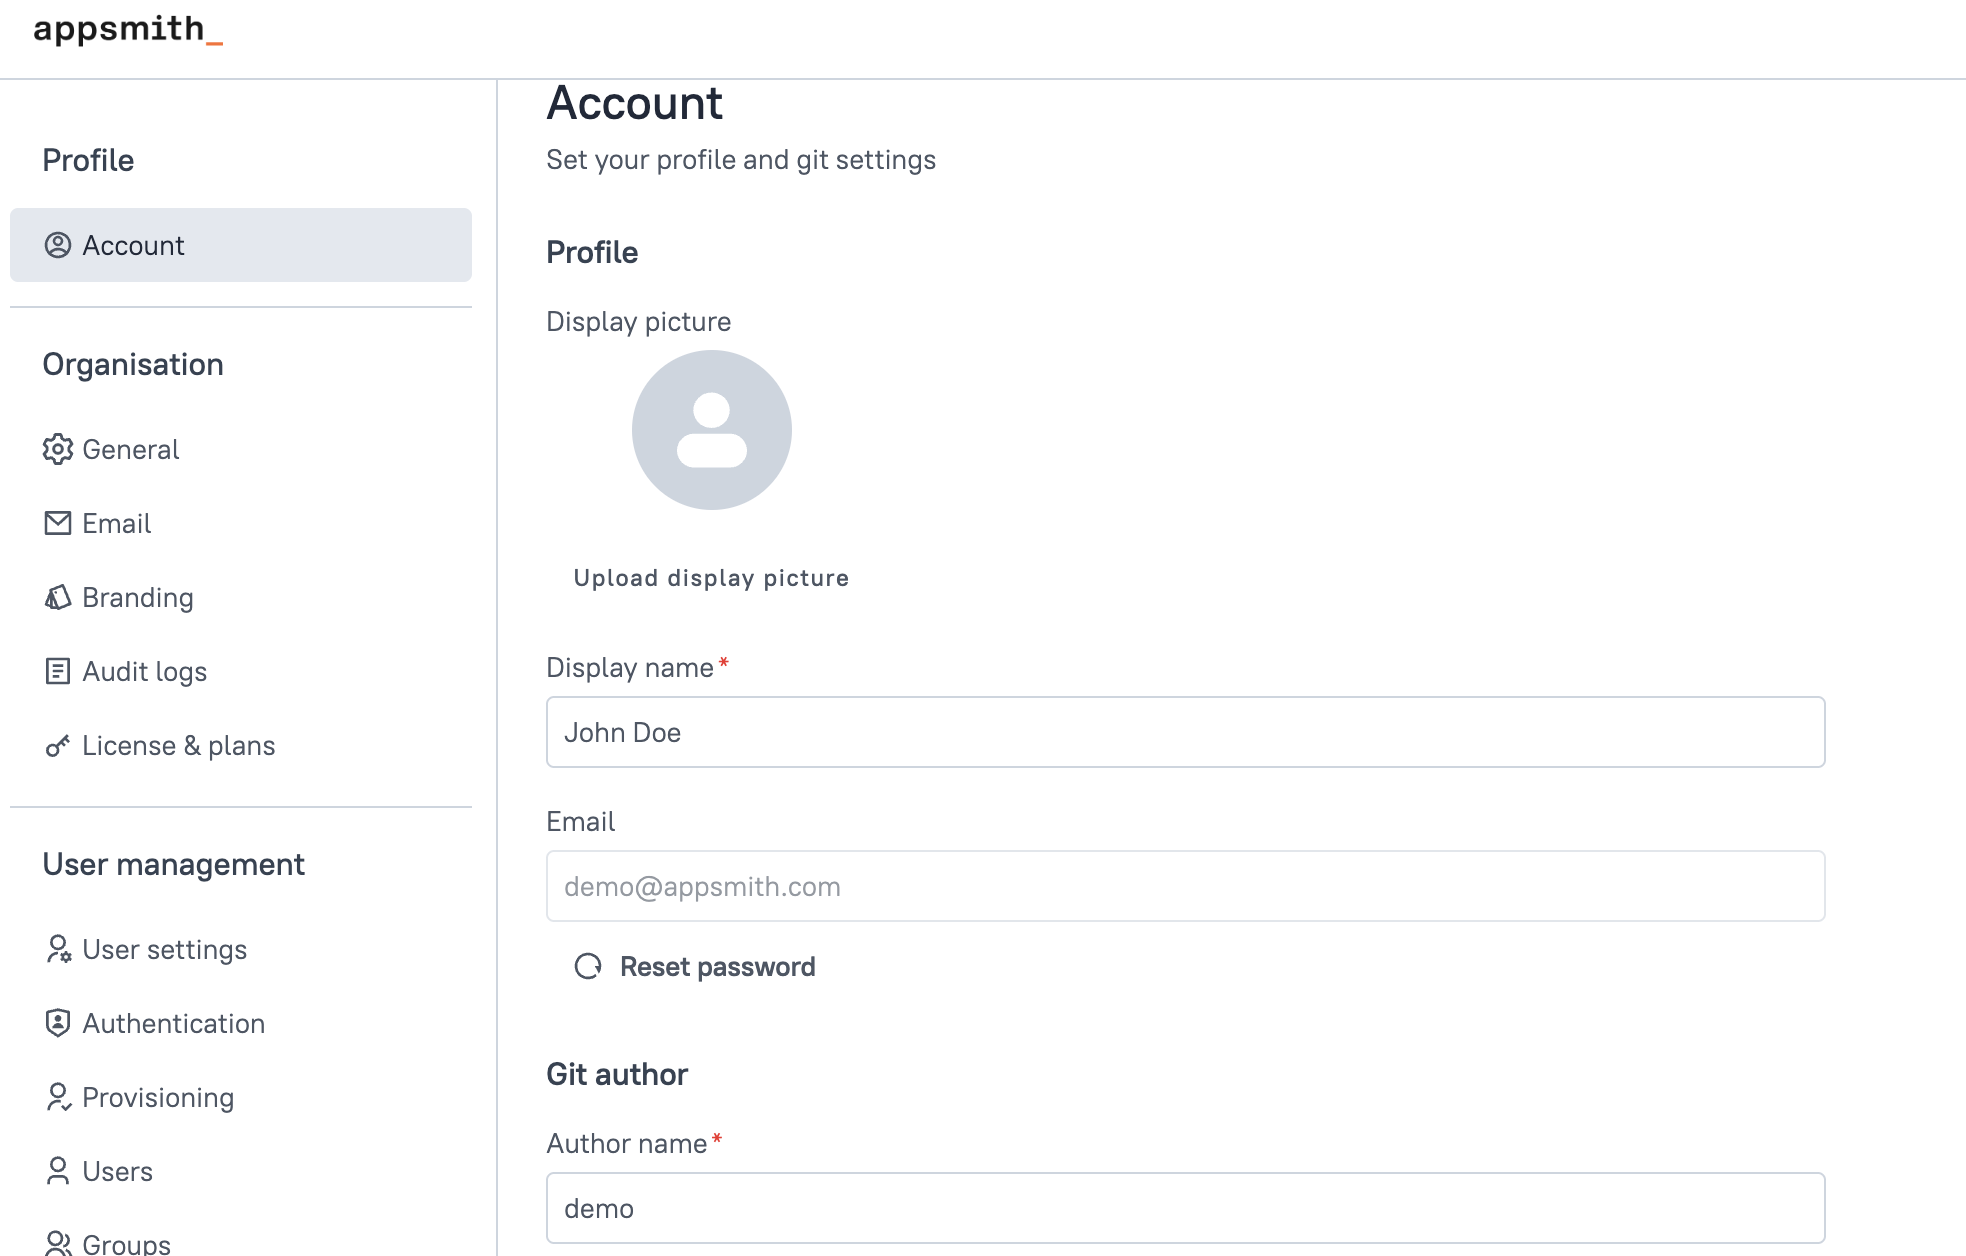 appsmith_
Profile
Account
Organisation
General
Email
Branding
Audit logs
License & plans
User management
User settings
Authentication
Provisioning
Users
Groups
Account
Set your profile and git settings
Profile
Display picture
Upload display picture
Display name*
John Doe
Email
demo@appsmith.com
Reset password
Git author
Author name*
demo